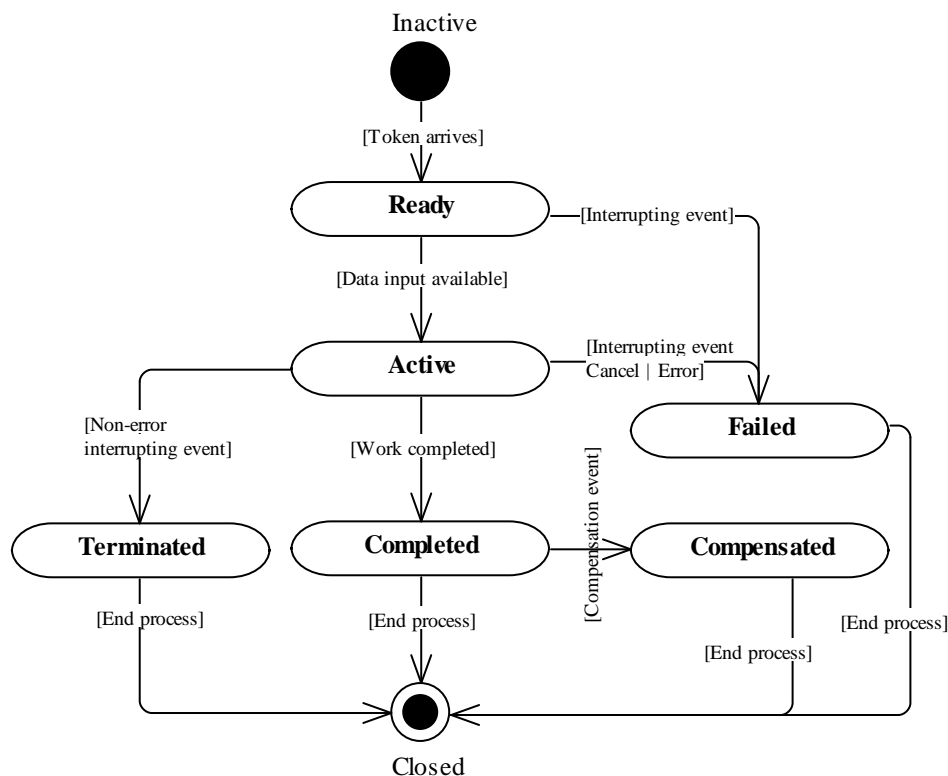 Inactive
[Token arrives]
Ready
[Interrupting event]
[Data input available]
Active
[Interrupting event
Cancel | Error]
[Non-error
interrupting event]
[Work completed]
Failed
[Compensation event]
Terminated
Completed
Compensated
[End process]
[End process]
[End process]
[End process]
Closed